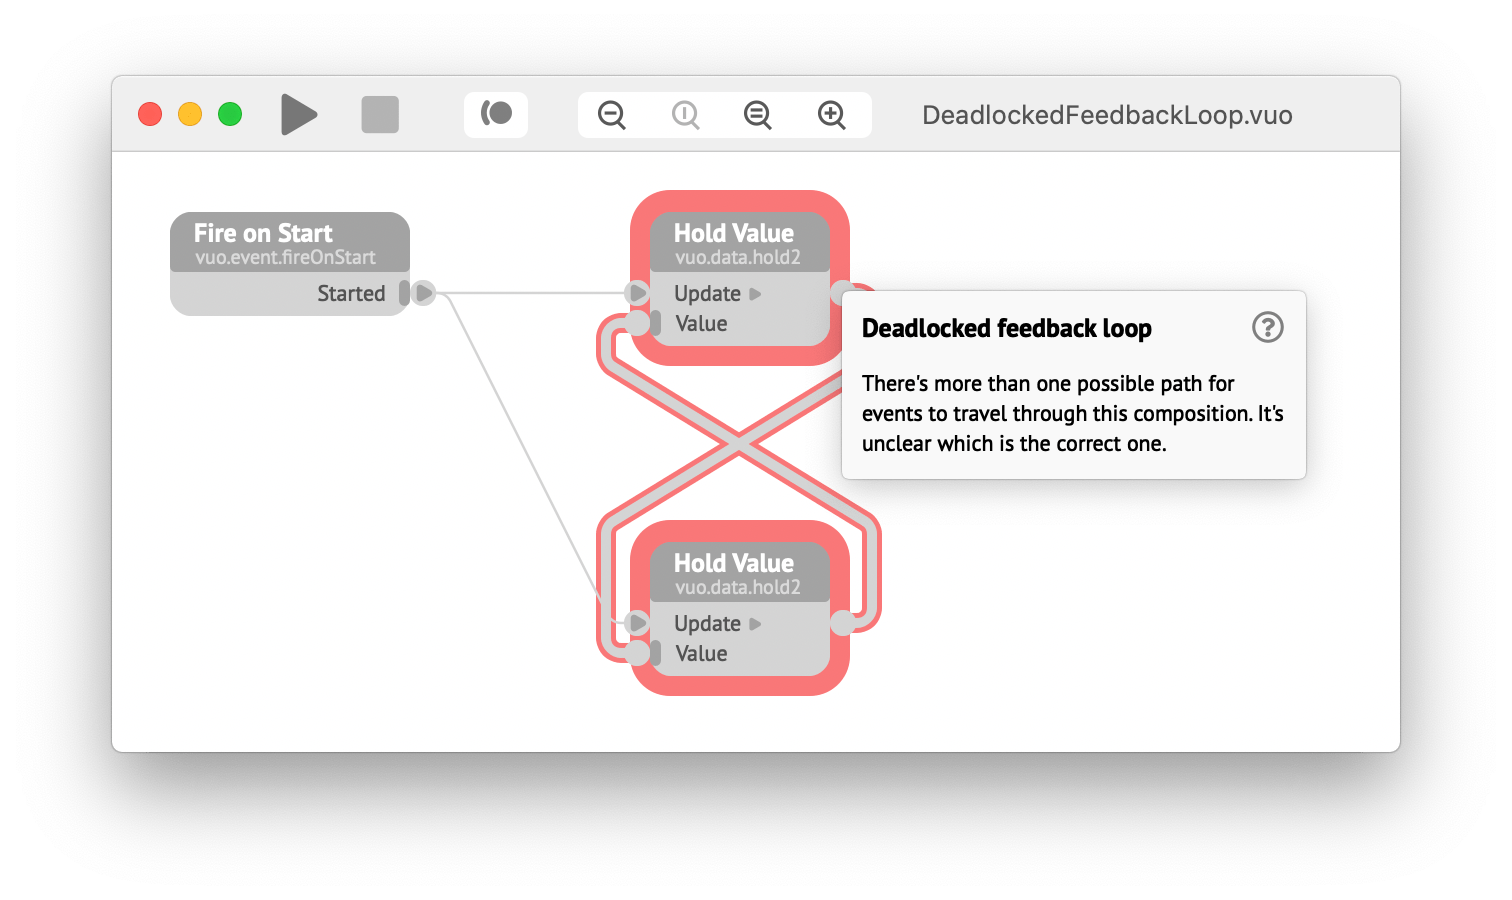 DeadlockedFeedbackLoop.vuo
Fire on Start
vuo.event.fireOnStart
Started
Hold Value
vuo.data.hold2
Update
Value
Deadlocked feedback loop
There's more than one possible path for
events to travel through this composition. It's
unclear which is the correct one.
Hold Value
vuo.data.hold2
Update
Value